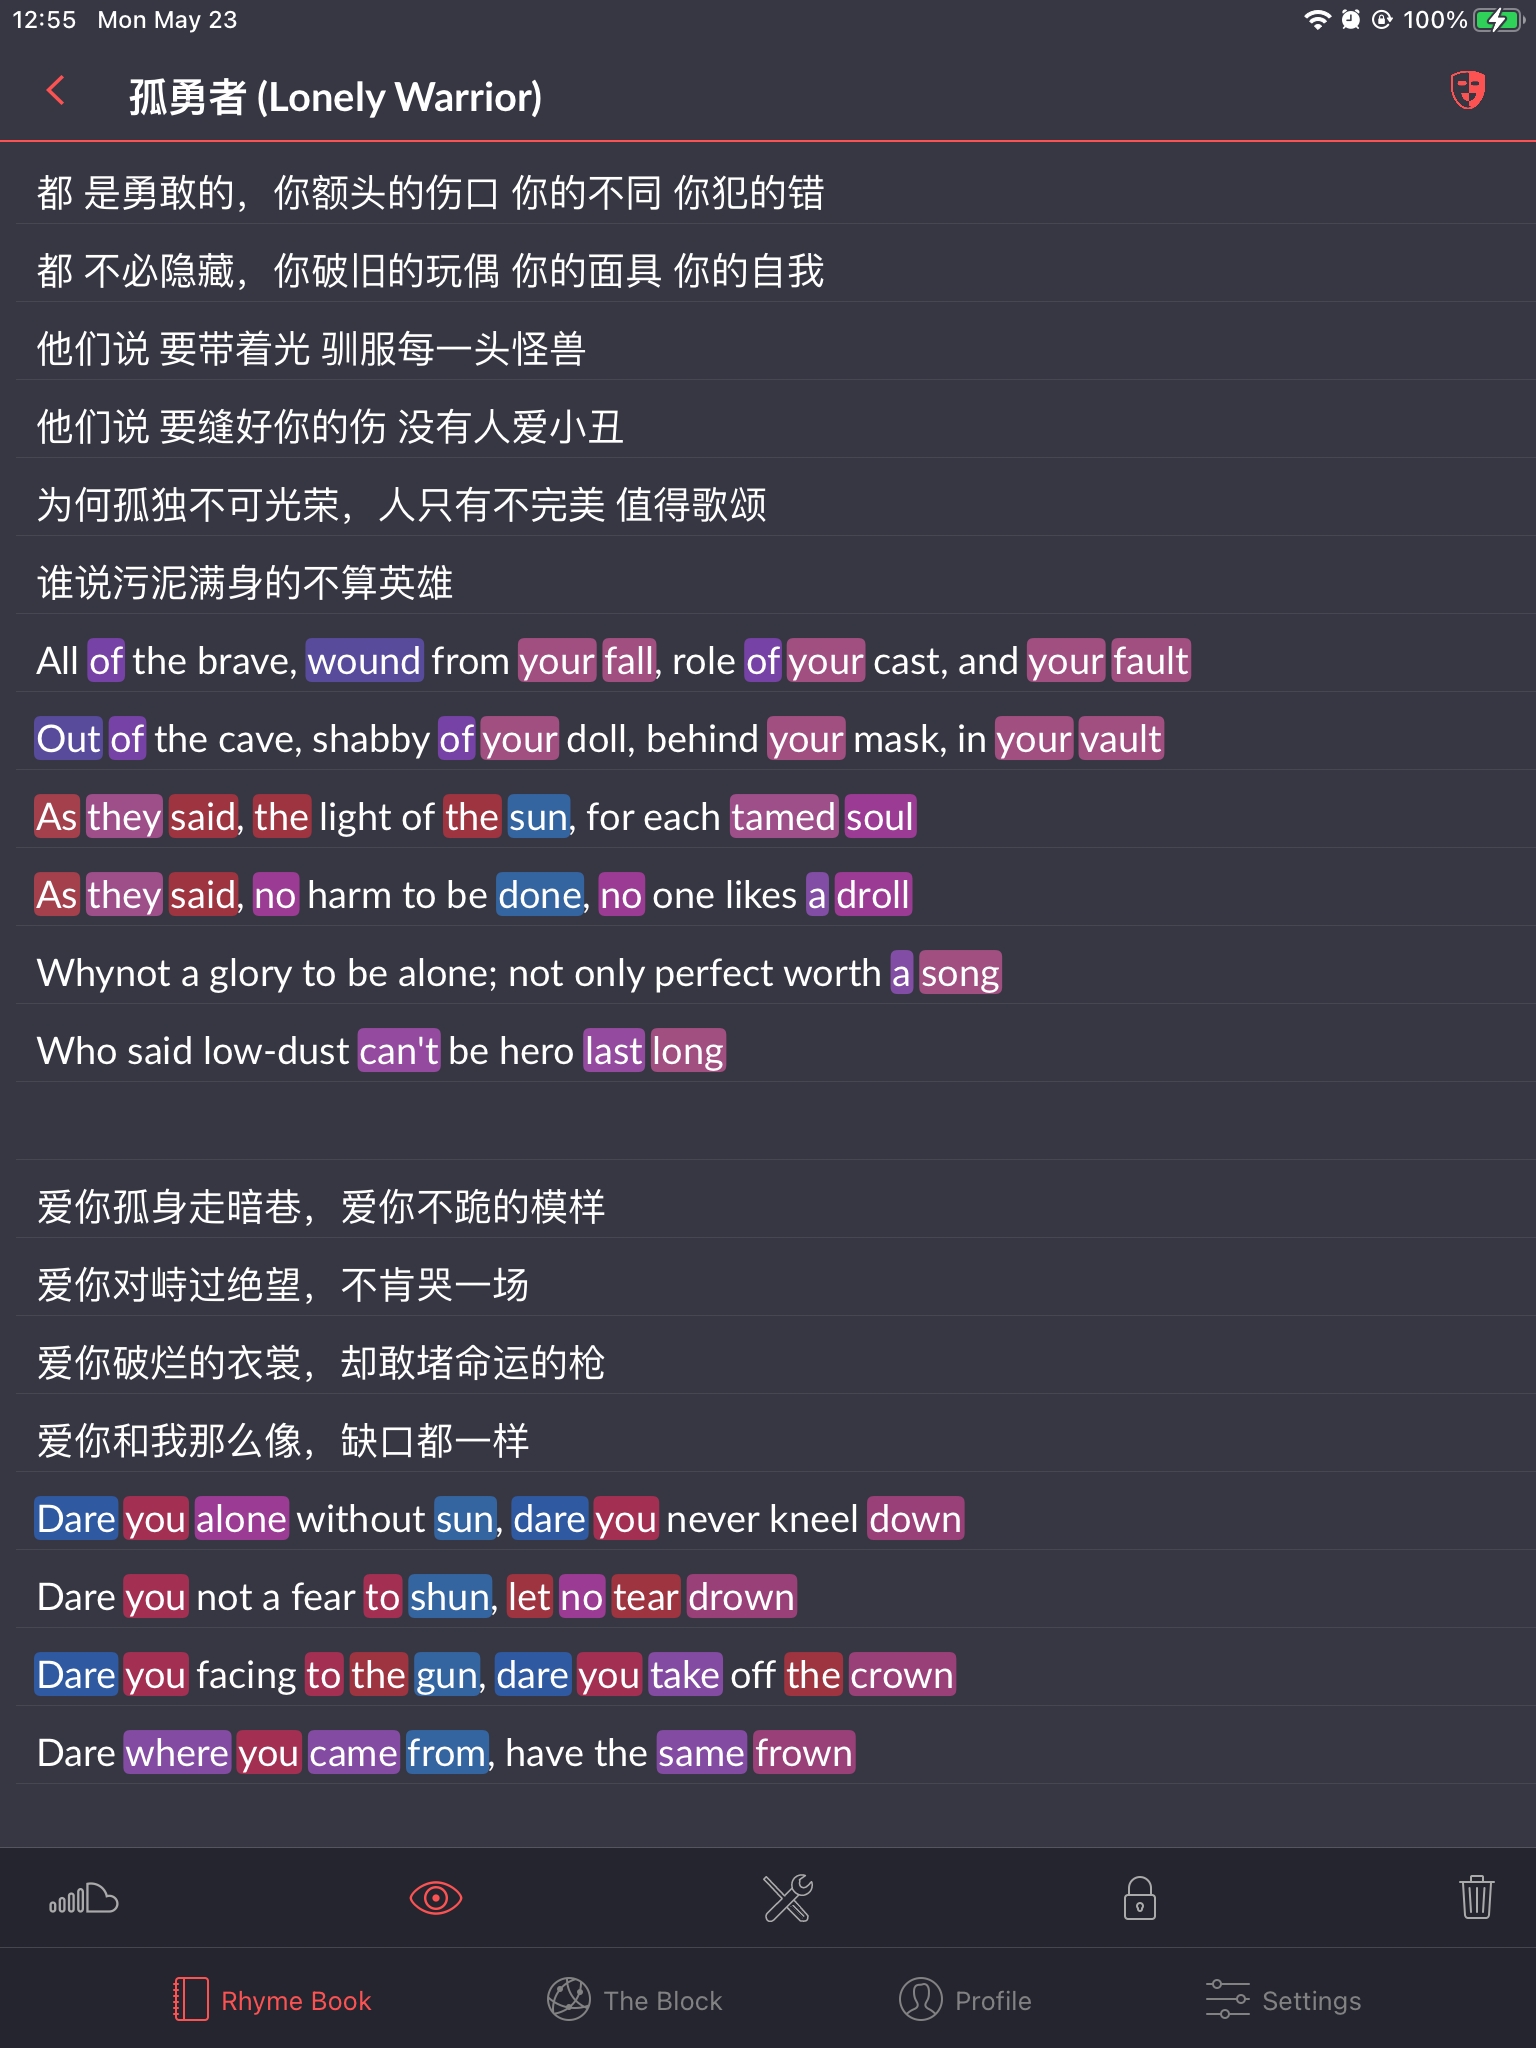 12:55 Mon May 23 100%
孤勇者 (Lonely Warrior)
都 是勇敢的，你额头的伤口 你的不同 你犯的错
都 不必隐藏，你破旧的玩偶 你的面具 你的自我
他们说 要带着光 驯服每一头怪兽
他们说 要缝好你的伤 没有人爱小丑
为何孤独不可光荣，人只有不完美 值得歌颂
谁说污泥满身的不算英雄
All of the brave, wound from your fall, role of your cast, and your fault
Out of the cave, shabby of your doll, behind your mask, in your vault
As they said, the light of the sun, for each tamed soul
As they said, no harm to be done, no one likes a droll
Whynot a glory to be alone; not only perfect worth a song
Who said low-dust can't be hero last long
爱你孤身走暗巷，爱你不跪的模样
爱你对峙过绝望，不肯哭一场
爱你破烂的衣裳，却敢堵命运的枪
爱你和我那么像，缺口都一样
Dare you alone without sun, dare you never kneel down
Dare you not a fear to shun, let no tear drown
Dare you facing to the gun, dare you take off the crown
Dare where you came from, have the same frown
Rhyme Book The Block Profile Settings